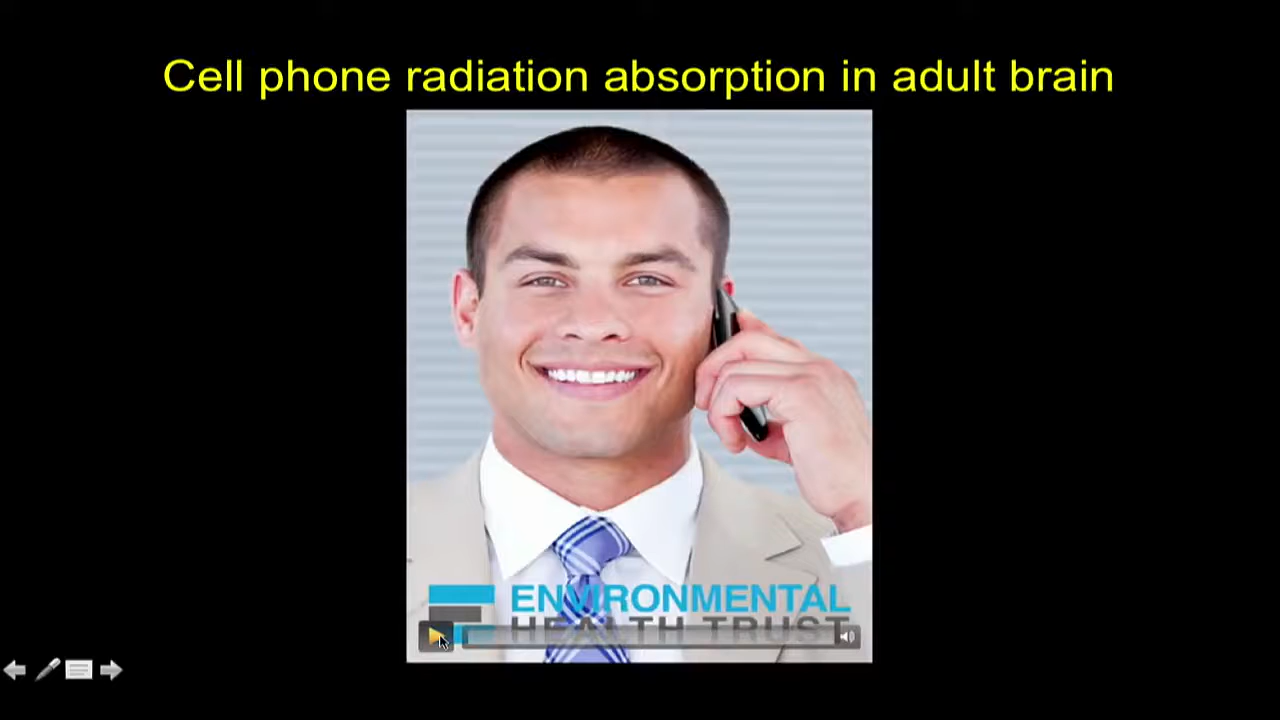 Cell phone radiation absorption in adult brain
ENVIRONMENTAL
HEALTH TRUST